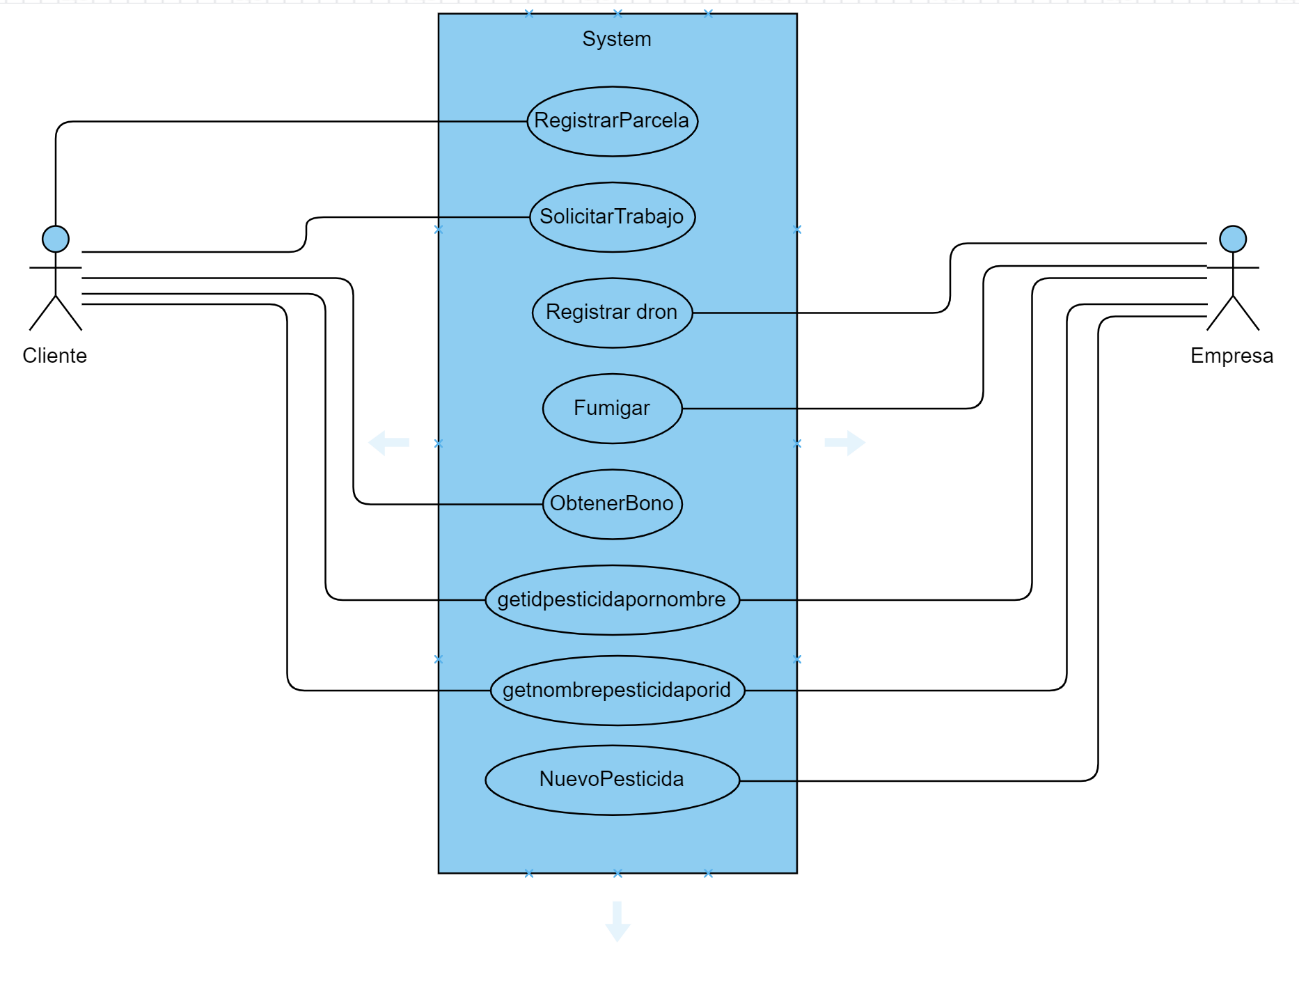 System
RegistrarParcela
SolicitarTrabajo
Registrar dron
Cliente
Empresa
Fumigar
ObtenerBono
getidpesticidapornombre
getnombrepesticidaporid
NuevoPesticida